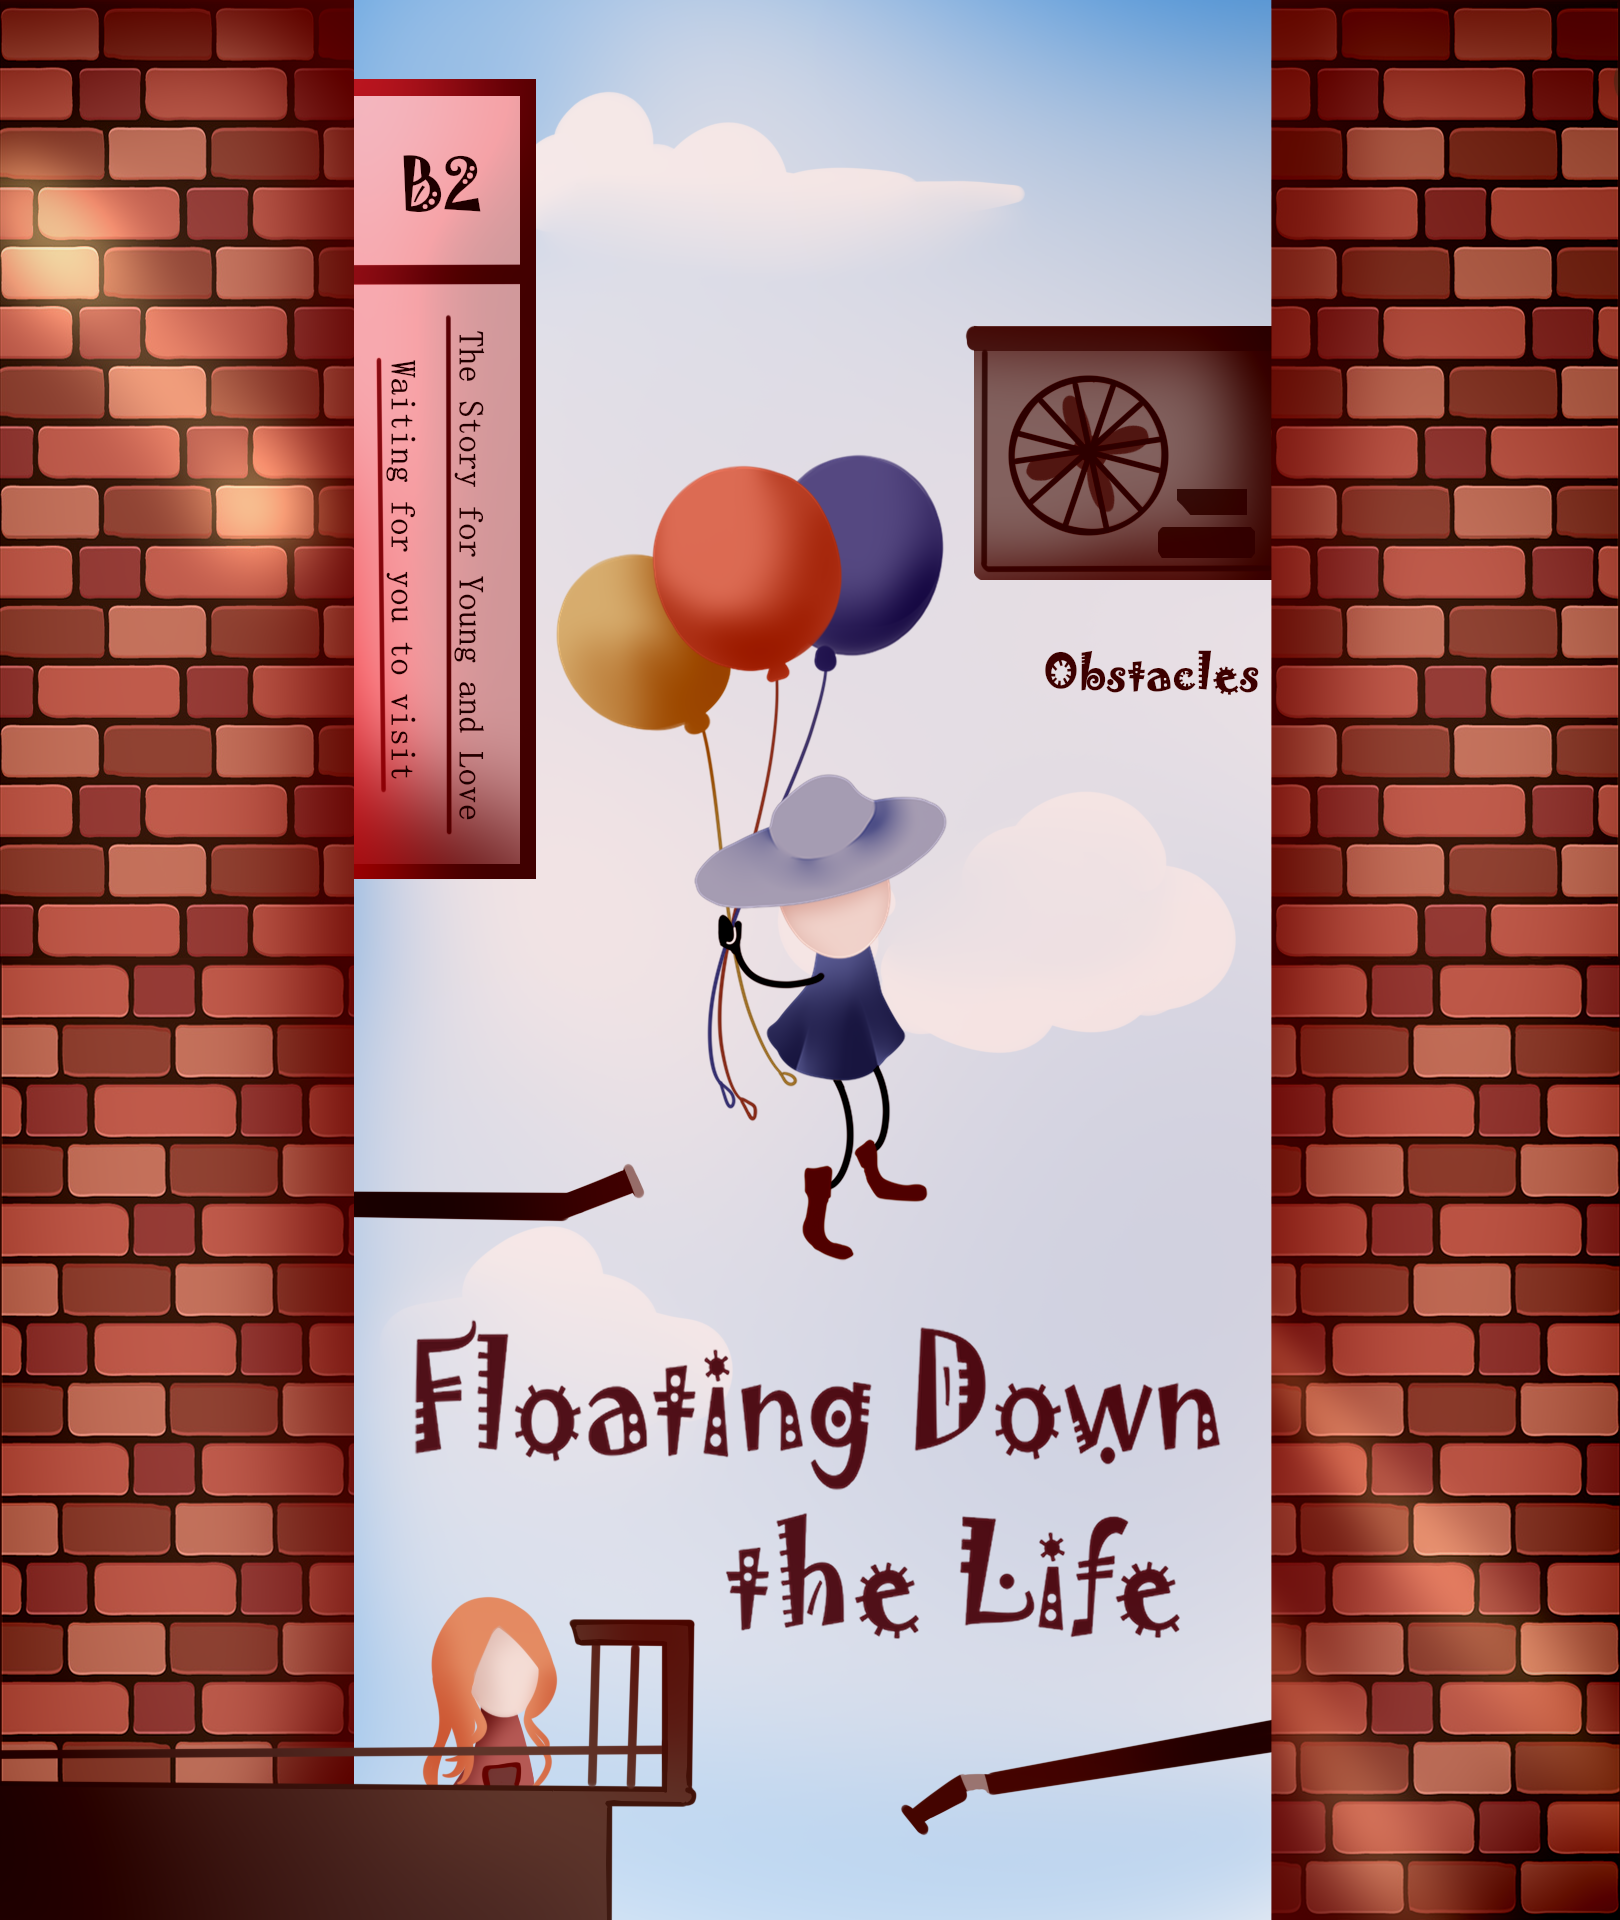 B2
The Story for Young and Love
Waiting for you to visit
Obstacles
Floating Down
the Life